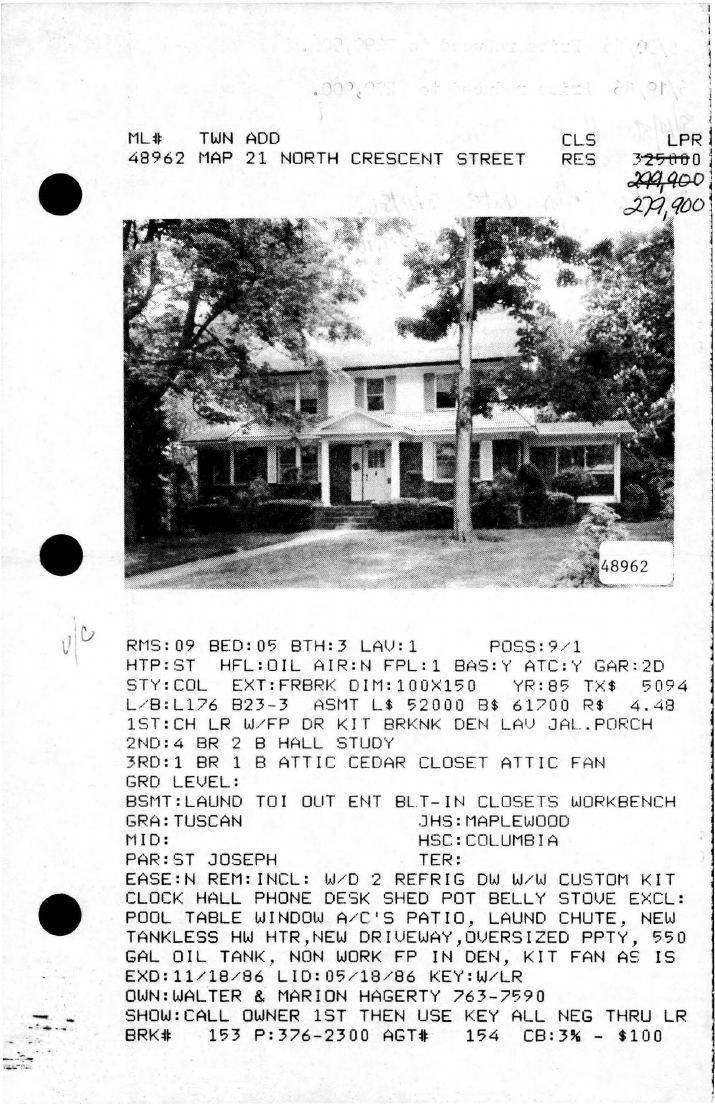 ML#    TWN ADD    CLS    LPR
48962 MAP 21 NORTH CRESCENT STREET    RES    325000
299,900
279,900
48962
V/C
RMS:09 BED:05 BTH:3 LAV:1    POSS:9/1
HTP:ST  HFL:OIL AIR:N FPL:1 BAS:Y ATC:Y GAR:2D
STY:COL  EXT:FRBRK DIM:100X150  YR:85 TX$  5094
L/B:L176 B23-3  ASMT L$ 52000 B$ 61700 R$  4.48
1ST:CH LR W/FP DR KIT BRKNK DEN LAV JAL.PORCH
2ND:4 BR 2 B HALL STUDY
3RD:1 BR 1 B ATTIC CEDAR CLOSET ATTIC FAN
GRD LEVEL:
BSMT:LAUND TOI OUT ENT BLT-IN CLOSETS WORKBENCH
GRA:TUSCAN    JHS:MAPLEWOOD
MID:    HSC:COLUMBIA
PAR:ST JOSEPH    TER:
EASE:N REM:INCL: W/D 2 REFRIG DW W/W CUSTOM KIT
CLOCK HALL PHONE DESK SHED POT BELLY STOVE EXCL:
POOL TABLE WINDOW A/C'S PATIO, LAUND CHUTE, NEW
TANKLESS HW HTR,NEW DRIVEWAY,OVERSIZED PPTY, 550
GAL OIL TANK, NON WORK FP IN DEN, KIT FAN AS IS
EXD:11/18/86 LID:05/18/86 KEY:W/LR
OWN:WALTER & MARION HAGERTY 763-7590
SHOW:CALL OWNER 1ST THEN USE KEY ALL NEG THRU LR
BRK#   153 P:376-2300 AGT#   154  CB:3% - $100